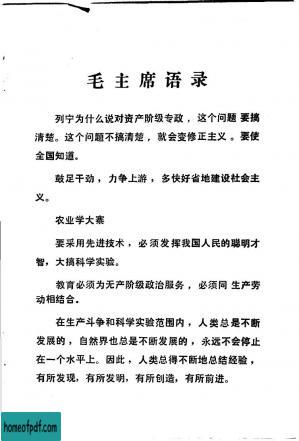 毛主席语录
列宁为什么说对资产阶级专政，这个问题要搞
清楚。这个问题不搞清楚，就会变修正主义。要使
全国知道。
鼓足干劲，力争上游，多快好省地建设社会主
义。
农业学大寨
要采用先进技术，必须发挥我国人民的聪明才
智，大搞科学实验。
教育必须为无产阶级政治服务，必须同生产劳
动相结合。
在生产斗争和科学实验范围内，人类总是不断
发展的，自然界也总是不断发展的，永远不会停止
在一个水平上。因此，人类总得不断地总结经验，
有所发现，有所发明，有所创造，有所前进。
homeofpdf.com